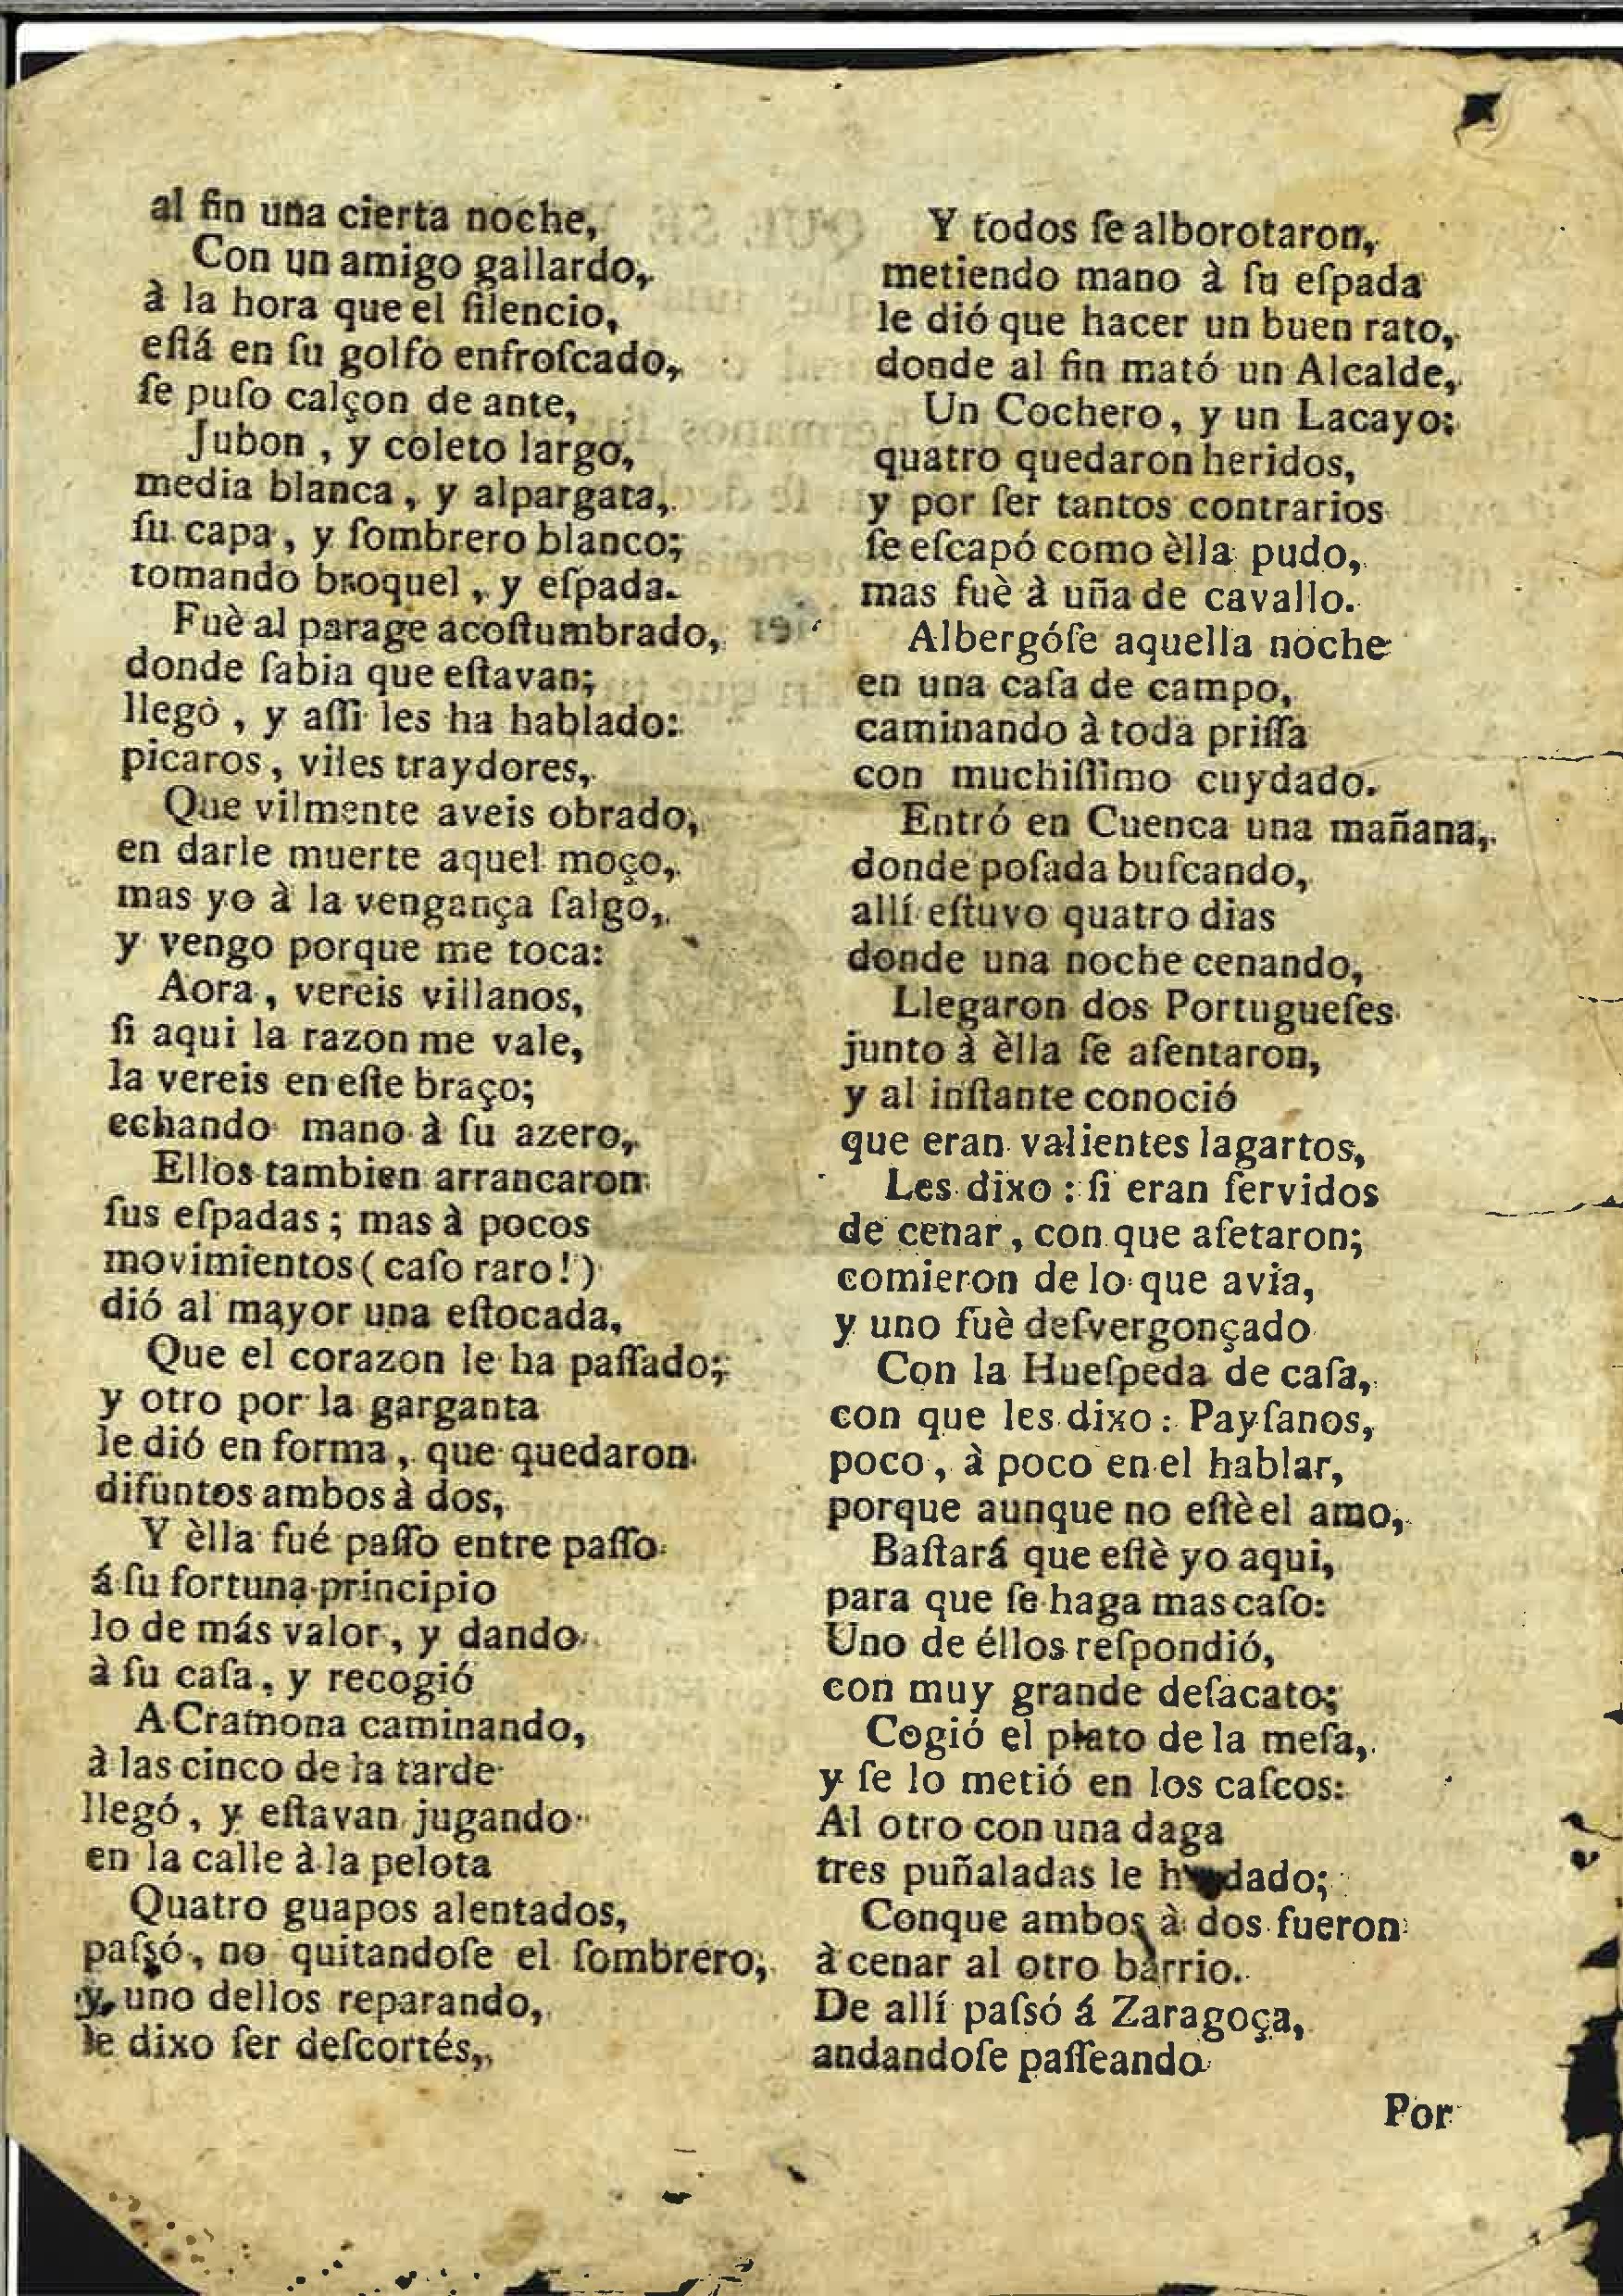 al fin una cierta noche,
Con un amigo gallardo,
à la hora que el ſilencio,
eſtá en ſu golfo enfroſcado,
ſe puſo calçon de ante,
Jubon, y coleto largo,
media blanca, y alpargata,
ſu capa, y ſombrero blanco;
tomando broquel, y eſpada.
Fuè al parage acoſtumbrado,
donde ſabia que eſtavan;
llegò, y aſſi les ha hablado:
picaros, viles traydores,
Que vilmente aveis obrado,
en darle muerte aquel moço,
mas yo à la vengança ſalgo,
y vengo porque me toca:
Aora, vereis villanos,
ſi aqui la razon me vale,
la vereis en eſte braço;
echando mano à ſu azero,
Ellos tambien arrancaron
ſus eſpadas; mas à pocos
movimientos (caſo raro!)
dió al mayor una eſtocada,
Que el corazon le ha paſſado;
y otro por la garganta
le dió en forma, que quedaron
difuntos ambos à dos,
Y èlla fué paſſo entre paſſo
á ſu fortuna principio
lo de más valor, y dando
à ſu caſa, y recogió
A Cramona caminando,
à las cinco de la tarde
llegó, y eſtavan jugando
en la calle à la pelota
Quatro guapos alentados,
paſsó, no quitandoſe el ſombrero,
y uno dellos reparando,
le dixo ſer deſcortés,
Y todos ſe alborotaron,
metiendo mano à ſu eſpada
le dió que hacer un buen rato,
donde al fin mató un Alcalde,
Un Cochero, y un Lacayo:
quatro quedaron heridos,
y por ſer tantos contrarios
ſe eſcapó como èlla pudo,
mas fuè à uña de cavallo.
Albergóſe aquella noche
en una caſa de campo,
caminando à toda priſſa
con muchiſſimo cuydado.
Entró en Cuenca una mañana,
donde poſada buſcando,
allí eſtuvo quatro dias
donde una noche cenando,
Llegaron dos Portugueſes
junto à èlla ſe aſentaron,
y al inſtante conoció
que eran valientes lagartos,
Les dixo: ſi eran ſervidos
de cenar, con que aſetaron;
comieron de lo que avia,
y uno fuè deſvergonçado
Con la Hueſpeda de caſa,
con que les dixo: Payſanos,
poco, à poco en el hablar,
porque aunque no eſtè el amo,
Baſtará que eſtè yo aqui,
para que ſe haga mas caſo:
Uno de éllos reſpondió,
con muy grande deſacato;
Cogió el plato de la meſa,
y ſe lo metió en los caſcos:
Al otro con una daga
tres puñaladas le dado;
Conque ambos à dos fueron
à cenar al otro barrio.
De allí paſsó á Zaragoça,
andandoſe paſſeando
Por